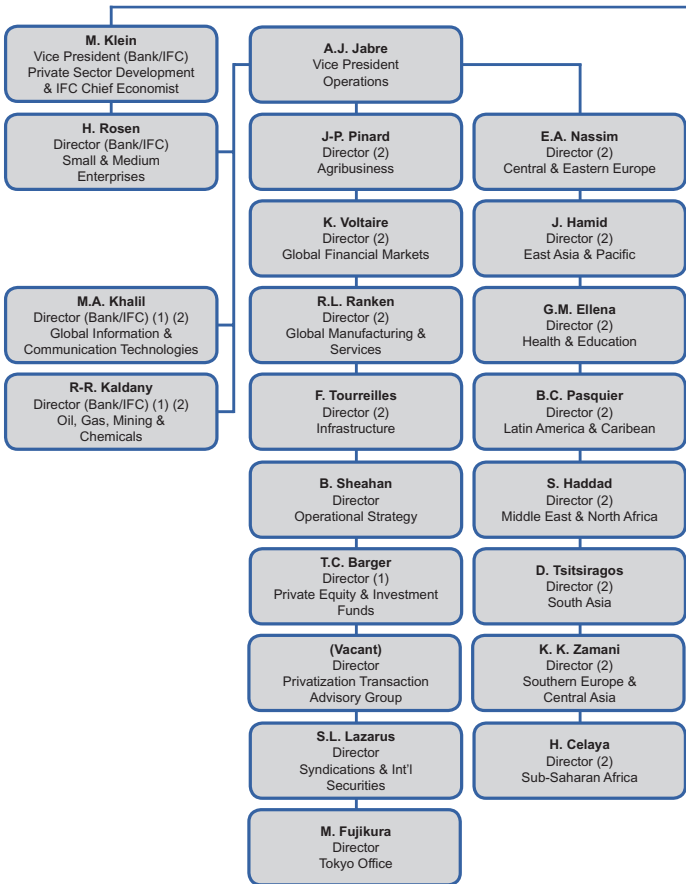 M. Klein
Vice President (Bank/IFC)
Private Sector Development
& IFC Chief Economist
H. Rosen
Director (Bank/IFC)
Small & Medium
Enterprises
M.A. Khalil
Director (Bank/IFC) (1) (2)
Global Information &
Communication Technologies
R-R. Kaldany
Director (Bank/IFC) (1) (2)
Oil, Gas, Mining &
Chemicals
A.J. Jabre
Vice President
Operations
J-P. Pinard
Director (2)
Agribusiness
K. Voltaire
Director (2)
Global Financial Markets
R.L. Ranken
Director (2)
Global Manufacturing &
Services
F. Tourreilles
Director (2)
Infrastructure
B. Sheahan
Director
Operational Strategy
T.C. Barger
Director (1)
Private Equity & Investment
Funds
(Vacant)
Director
Privatization Transaction
Advisory Group
S.L. Lazarus
Director
Syndications & Int'l
Securities
M. Fujikura
Director
Tokyo Office
E.A. Nassim
Director (2)
Central & Eastern Europe
J. Hamid
Director (2)
East Asia & Pacific
G.M. Ellena
Director (2)
Health & Education
B.C. Pasquier
Director (2)
Latin America & Caribean
S. Haddad
Director (2)
Middle East & North Africa
D. Tsitsiragos
Director (2)
South Asia
K. K. Zamani
Director (2)
Southern Europe &
Central Asia
H. Celaya
Director (2)
Sub-Saharan Africa